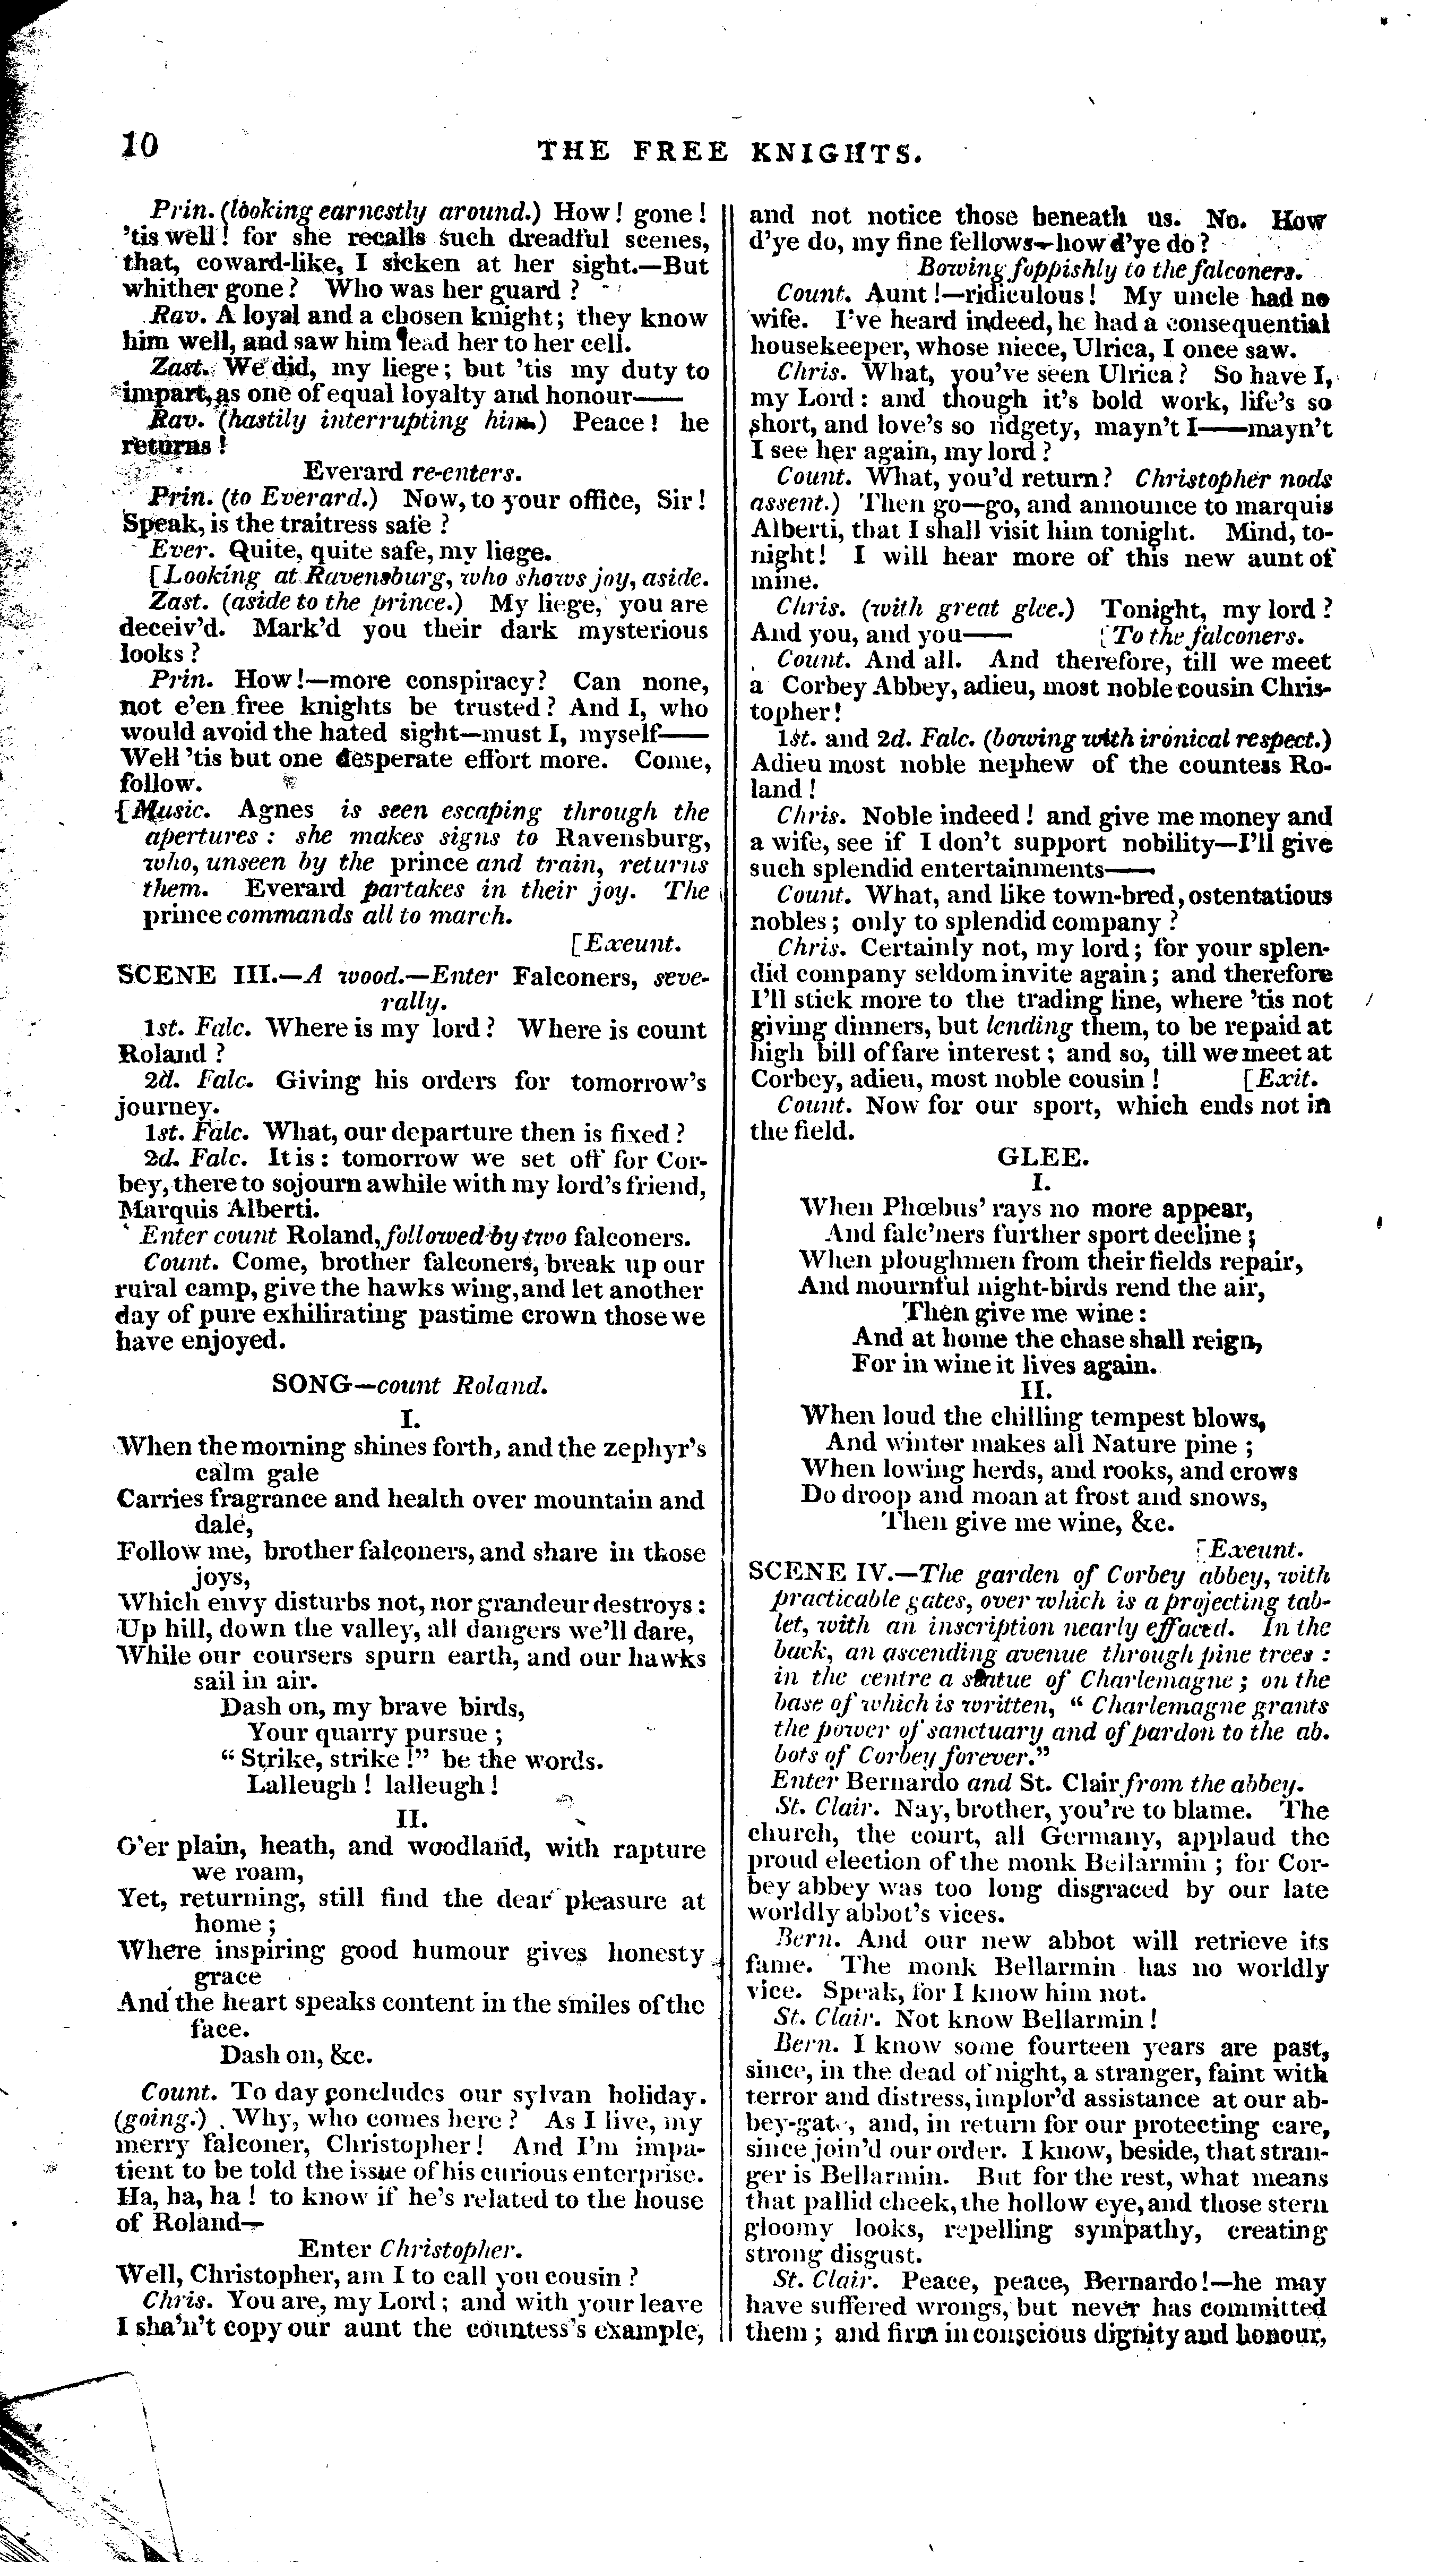 10
THE FREE KNIGHTS.
Prin. (looking earnestly around.) How! gone!
'tis well! for she recalls such dreadful scenes,
that, coward-like, I sicken at her sight.—But
whither gone? Who was her guard?
Rav. A loyal and a chosen knight; they know
him well, and saw him lead her to her cell.
Zast. We did, my liege; but 'tis my duty to
impart, as one of equal loyalty and honour——
Rav. (hastily interrupting him.) Peace! he
returns!
Everard re-enters.
Prin. (to Everard.) Now, to your office, Sir!
Speak, is the traitress safe?
Ever. Quite, quite safe, my liege.
[Looking at Ravensburg, who shows joy, aside.
Zast. (aside to the prince.) My liege, you are
deceiv'd. Mark'd you their dark mysterious
looks?
Prin. How!—more conspiracy? Can none,
not e'en free knights be trusted? And I, who
would avoid the hated sight—must I, myself——
Well 'tis but one desperate effort more. Come,
follow.
[Music. Agnes is seen escaping through the
apertures: she makes signs to Ravensburg,
who, unseen by the prince and train, returns
them. Everard partakes in their joy. The
prince commands all to march.
[Exeunt.
SCENE III.—A wood.—Enter Falconers, seve-
rally.
1st. Falc. Where is my lord? Where is count
Roland?
2d. Falc. Giving his orders for tomorrow's
journey.
1st. Falc. What, our departure then is fixed?
2d. Falc. It is: tomorrow we set off for Cor-
bey, there to sojourn awhile with my lord's friend,
Marquis Alberti.
Enter count Roland, followed by two falconers.
Count. Come, brother falconers, break up our
rural camp, give the hawks wing, and let another
day of pure exhilirating pastime crown those we
have enjoyed.
SONG—count Roland.
I.
When the morning shines forth, and the zephyr's
calm gale
Carries fragrance and health over mountain and
dale,
Follow me, brother falconers, and share in those
joys,
Which envy disturbs not, nor grandeur destroys:
Up hill, down the valley, all dangers we'll dare,
While our coursers spurn earth, and our hawks
sail in air.
Dash on, my brave birds,
Your quarry pursue;
"Strike, strike!" be the words.
Lalleugh! lalleugh!
II.
O'er plain, heath, and woodland, with rapture
we roam,
Yet, returning, still find the dear pleasure at
home;
Where inspiring good humour gives honesty
grace
And the heart speaks content in the smiles of the
face.
Dash on, &c.
Count. To day concludes our sylvan holiday.
(going.) Why, who comes here? As I live, my
merry falconer, Christopher! And I'm impa-
tient to be told the issue of his curious enterprise.
Ha, ha, ha! to know if he's related to the house
of Roland—
Enter Christopher.
Well, Christopher, am I to call you cousin?
Chris. You are, my Lord; and with your leave
I sha'n't copy our aunt the countess's example,
and not notice those beneath us. No. How
d'ye do, my fine fellows—how d'ye do?
Bowing foppishly to the falconers.
Count. Aunt!—ridiculous! My uncle had no
wife. I've heard indeed, he had a consequential
housekeeper, whose niece, Ulrica, I once saw.
Chris. What, you've seen Ulrica? So have I,
my Lord: and though it's bold work, life's so
short, and love's so fidgety, mayn't I——mayn't
I see her again, my lord?
Count. What, you'd return? Christopher nods
assent.) Then go—go, and announce to marquis
Alberti, that I shall visit him tonight. Mind, to-
night! I will hear more of this new aunt of
mine.
Chris. (with great glee.) Tonight, my lord?
And you, and you—— [To the falconers.
Count. And all. And therefore, till we meet
a Corbey Abbey, adieu, most noble cousin Chris-
topher!
1st. and 2d. Falc. (bowing with ironical respect.)
Adieu most noble nephew of the countess Ro-
land!
Chris. Noble indeed! and give me money and
a wife, see if I don't support nobility—I'll give
such splendid entertainments——
Count. What, and like town-bred, ostentatious
nobles; only to splendid company?
Chris. Certainly not, my lord; for your splen-
did company seldom invite again; and therefore
I'll stick more to the trading line, where 'tis not
giving dinners, but lending them, to be repaid at
high bill of fare interest; and so, till we meet at
Corbey, adieu, most noble cousin! [Exit.
Count. Now for our sport, which ends not in
the field.
GLEE.
I.
When Phœbus' rays no more appear,
And falc'ners further sport decline;
When ploughmen from their fields repair,
And mournful night-birds rend the air,
Then give me wine:
And at home the chase shall reign,
For in wine it lives again.
II.
When loud the chilling tempest blows,
And winter makes all Nature pine;
When lowing herds, and rooks, and crows
Do droop and moan at frost and snows,
Then give me wine, &c.
[Exeunt.
SCENE IV.—The garden of Corbey abbey, with
practicable gates, over which is a projecting tab-
let, with an inscription nearly effaced. In the
back, an ascending avenue through pine trees:
in the centre a statue of Charlemagne; on the
base of which is written, "Charlemagne grants
the power of sanctuary and of pardon to the ab-
bots of Corbey forever."
Enter Bernardo and St. Clair from the abbey.
St. Clair. Nay, brother, you're to blame. The
church, the court, all Germany, applaud the
proud election of the monk Bellarmin; for Cor-
bey abbey was too long disgraced by our late
worldly abbot's vices.
Bern. And our new abbot will retrieve its
fame. The monk Bellarmin has no worldly
vice. Speak, for I know him not.
St. Clair. Not know Bellarmin!
Bern. I know some fourteen years are past,
since, in the dead of night, a stranger, faint with
terror and distress, implor'd assistance at our ab-
bey-gate, and, in return for our protecting care,
since join'd our order. I know, beside, that stran-
ger is Bellarmin. But for the rest, what means
that pallid cheek, the hollow eye, and those stern
gloomy looks, repelling sympathy, creating
strong disgust.
St. Clair. Peace, peace, Bernardo!—he may
have suffered wrongs, but never has committed
them; and firm in conscious dignity and honour,